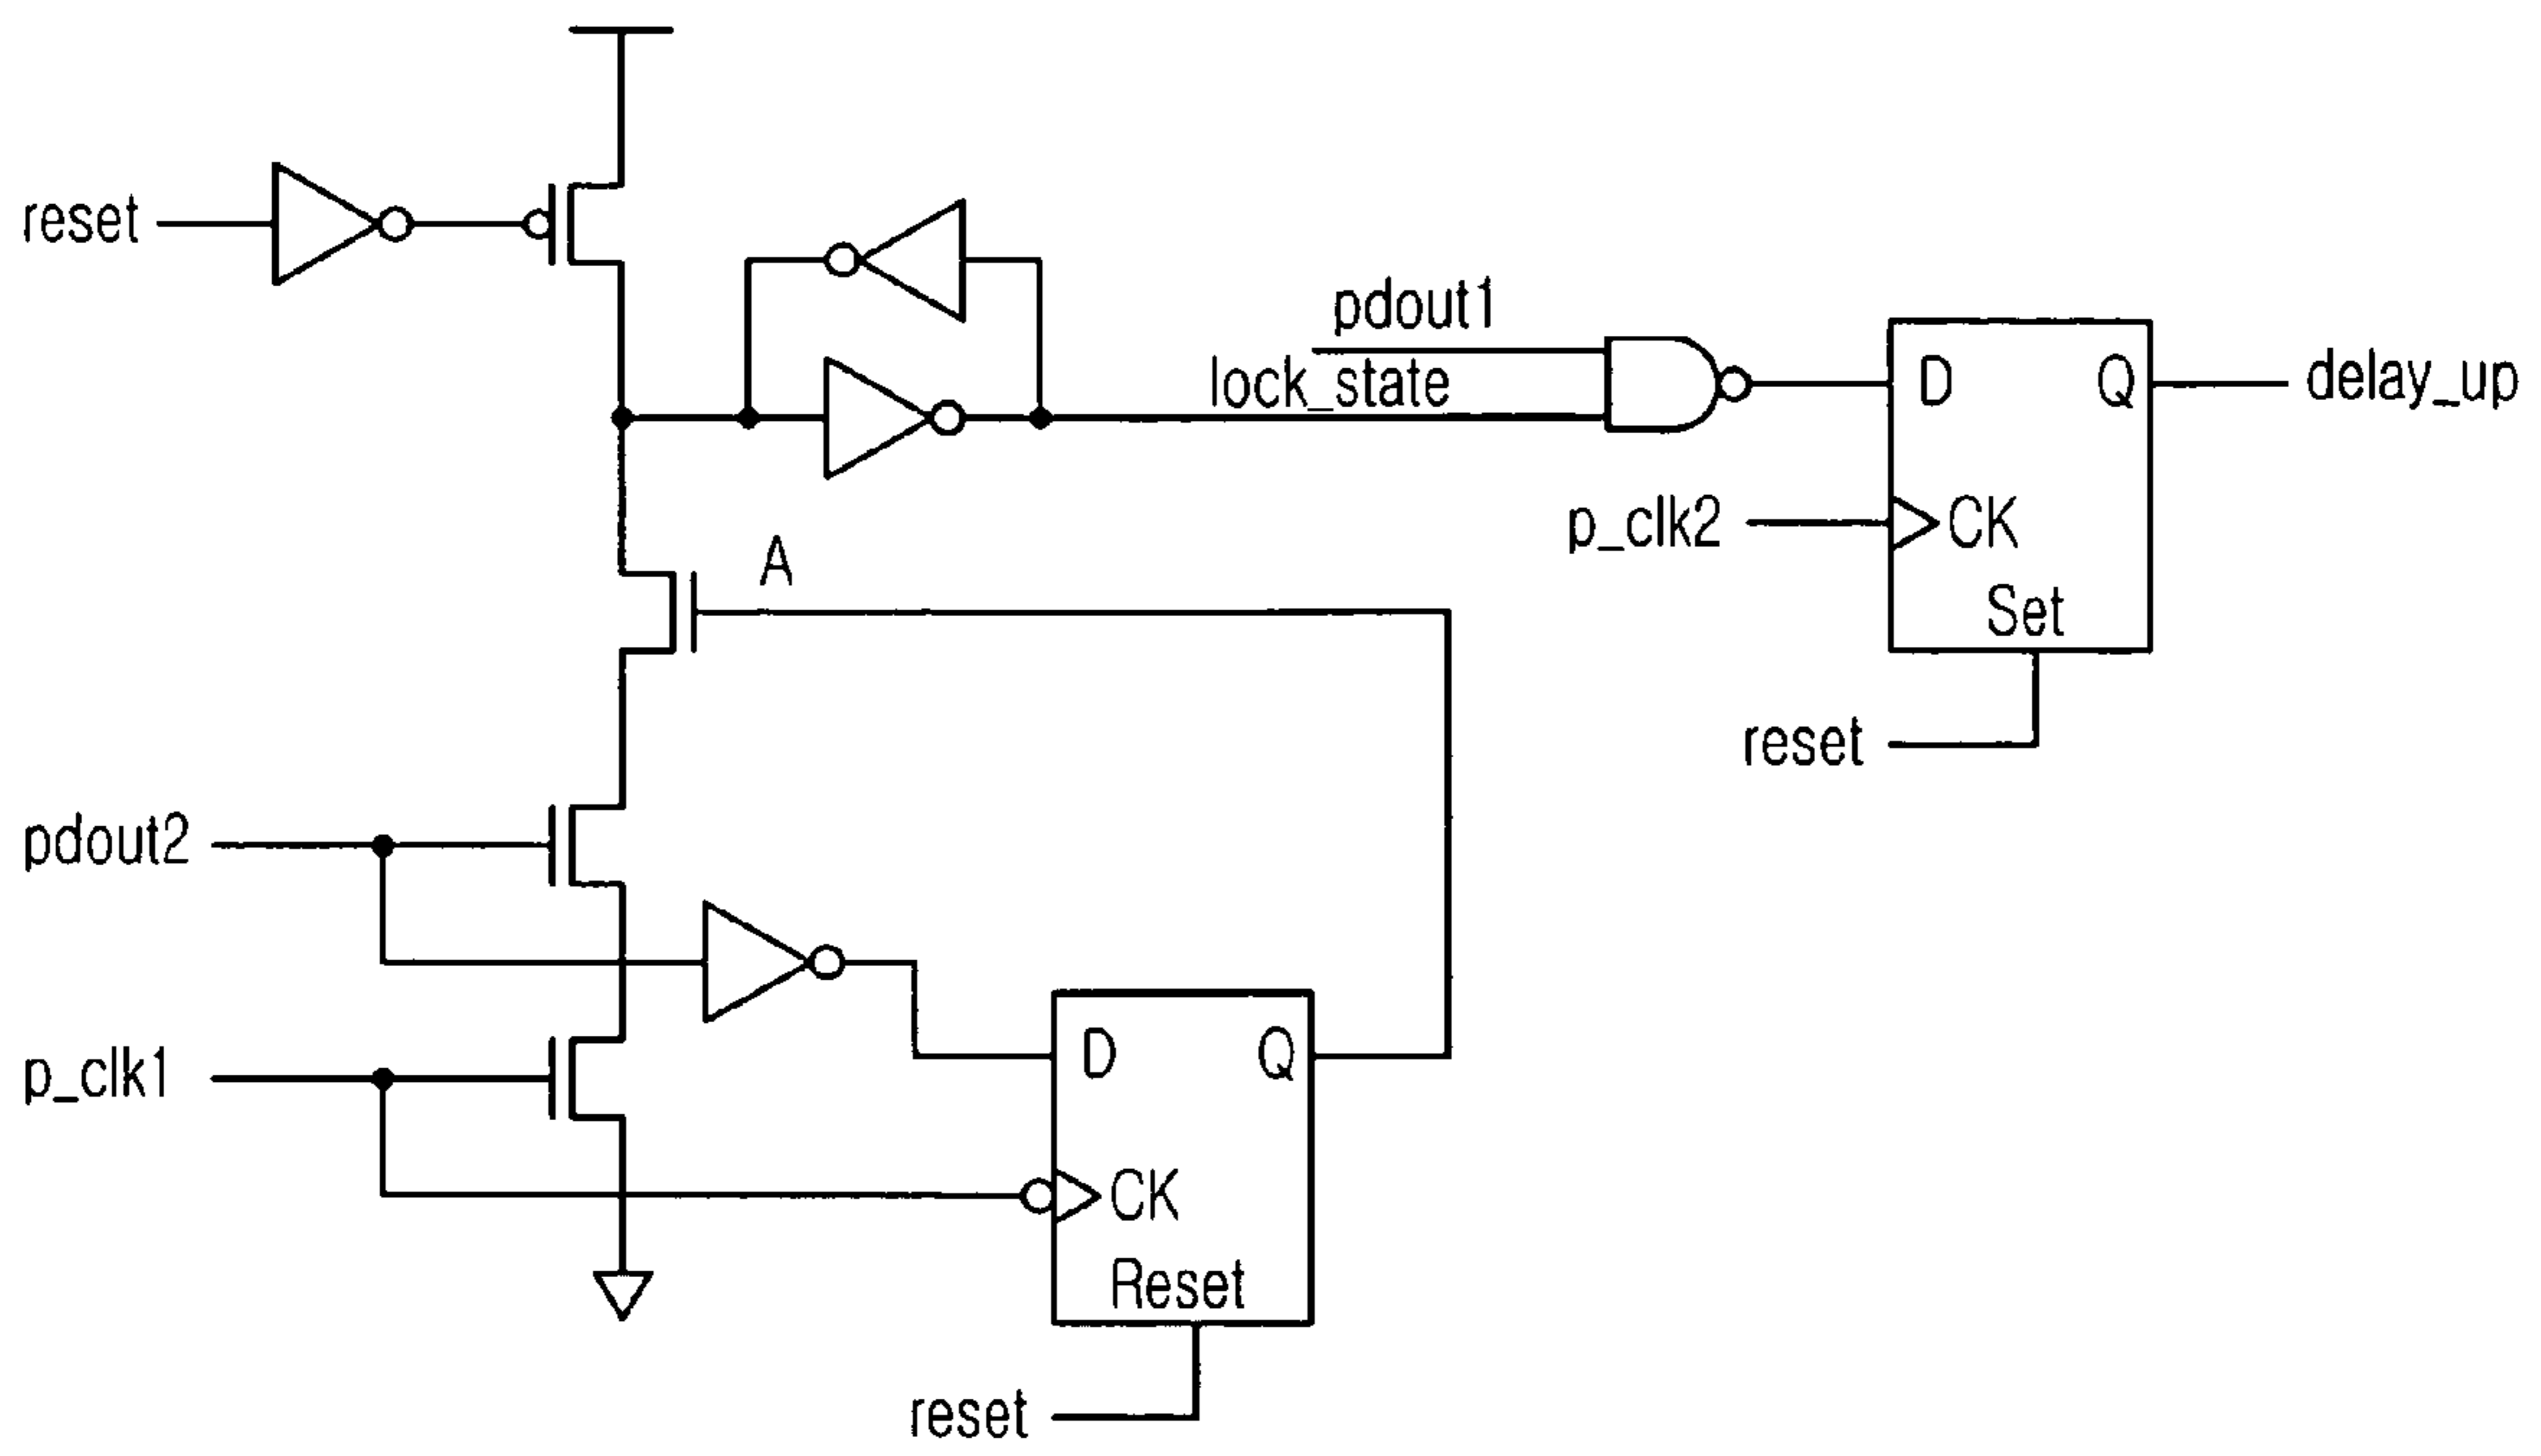 reset
pdout1
lock_state
D
Q
delay_up
p_clk2
CK
Set
reset
A
pdout2
p_clk1
D
Q
CK
Reset
reset